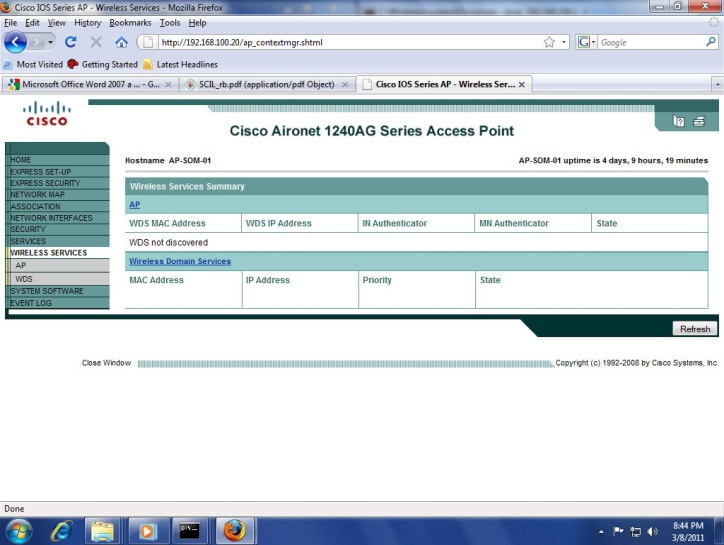 Cisco IOS Series AP - Wireless Services - Mozilla Firefox
File Edit View History Bookmarks Tools Help
http://192.168.100.20/ap_contextmgr.shtml
G Google
Most Visited Getting Started Latest Headlines
Microsoft Office Word 2007 a ... - G... SCIL_rb.pdf (application/pdf Object) Cisco IOS Series AP - Wireless Ser...
CISCO
Cisco Aironet 1240AG Series Access Point
HOME
EXPRESS SET-UP
EXPRESS SECURITY
NETWORK MAP
ASSOCIATION
NETWORK INTERFACES
SECURITY
SERVICES
WIRELESS SERVICES
AP
WDS
SYSTEM SOFTWARE
EVENT LOG
Hostname AP-SOM-01
AP-SOM-01 uptime is 4 days, 9 hours, 19 minutes
Wireless Services Summary
AP
WDS MAC Address WDS IP Address IN Authenticator MN Authenticator State
WDS not discovered
Wireless Domain Services
MAC Address IP Address Priority State
Refresh
Close Window
Copyright (c) 1992-2008 by Cisco Systems, Inc.
Done
8:44 PM
3/8/2011